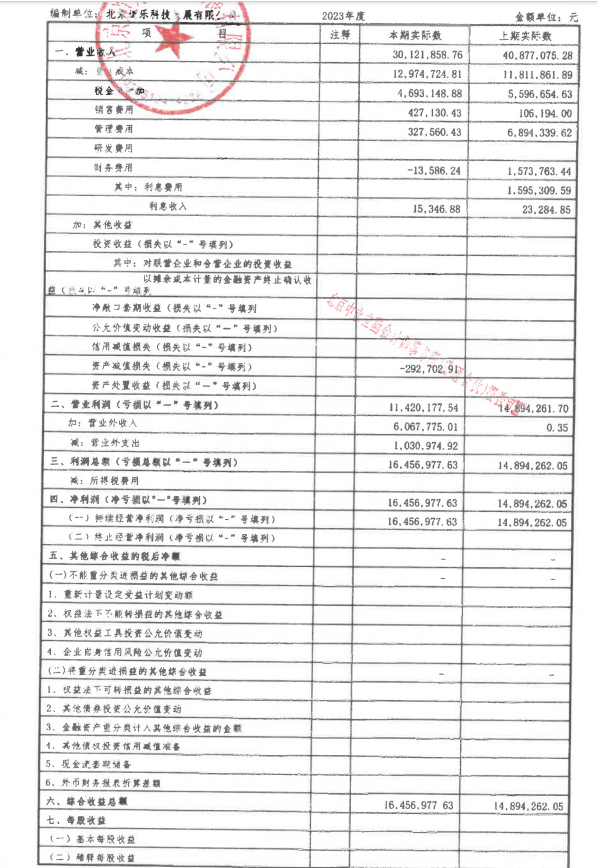 编制单位：北京 乐科技 展有限
2023年度
金额单位：元
项 目 注释 本期实际数 上期实际数
一、营业收入 30,121,858.76 40,877,075.28
减：营业成本 12,974,724.81 11,811,861.89
税金 加 4,693,148.88 5,596,654.63
销售费用 427,130.43 106,194.00
管理费用 327,560.43 6,894,339.62
研发费用
财务费用 -13,586.24 1,573,763.44
其中：利息费用 1,595,309.59
利息收入 15,346.88 23,284.85
加：其他收益
投资收益（损失以“-”号填列）
其中：对联营企业和合营企业的投资收益
以摊余成本计量的金融资产终止确认收
益（损失以“-”号填列
净敞口套期收益（损失以“-”号填列
公允价值变动收益（损失以“一”号填列）
信用减值损失（损失以“-”号填列）
资产减值损失（损失以“-”号填列） -292,702.91
资产处置收益（损失以“一”号填列）
二、营业利润（亏损以“一”号填列） 11,420,177.54 14,894,261.70
加：营业外收入 6,067,775.01 0.35
减：营业外支出 1,030,974.92
三、利润总额（亏损总额以“一”号填列） 16,456,977.63 14,894,262.05
减：所得税费用
四、净利润（净亏损以"一"号填列） 16,456,977.63 14,894,262.05
（一）持续经营净利润（净亏损以“-”号填列） 16,456,977.63 14,894,262.05
（二）终止经营净利润（净亏损以“-”号填列）
五、其他综合收益的税后净额 - -
(一)不能重分类进损益的其他综合收益 - -
1．重新计量设定受益计划变动额
2．权益法下不能转损益的其他综合收益
3．其他权益工具投资公允价值变动
4．企业自身信用风险公允价值变动
(二)将重分类进损益的其他综合收益 - -
1．权益法下可转损益的其他综合收益
2．其他债券投资公允价值变动
3．金融资产重分类计入其他综合收益的金额
4．其他债权投资信用减值准备
5．现金流套期储备
6．外币财务报表折算差额
六、综合收益总额 16,456,977 63 14,894,262.05
七、每股收益
（一）基本每股收益
（二）稀释每股收益